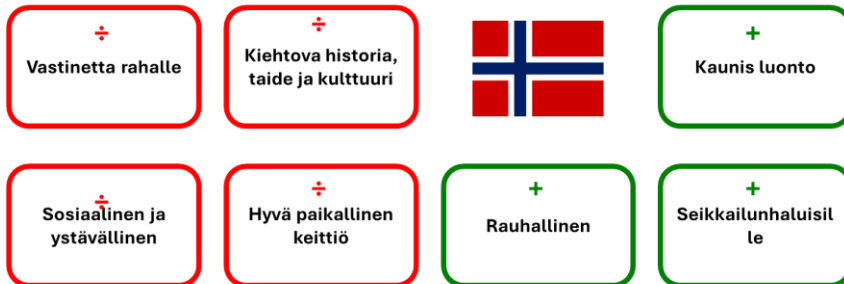 ÷
Vastinetta rahalle
÷
Kiehtova historia,
taide ja kulttuuri
+
Kaunis luonto
÷
Sosiaalinen ja
ystävällinen
÷
Hyvä paikallinen
keittiö
+
Rauhallinen
+
Seikkailunhaluisil
le